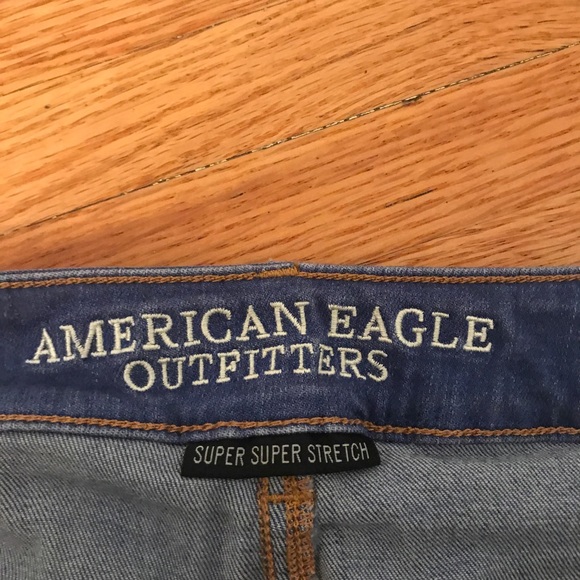 AMERICAN EAGLE
OUTFITTERS
SUPER SUPER STRETCH